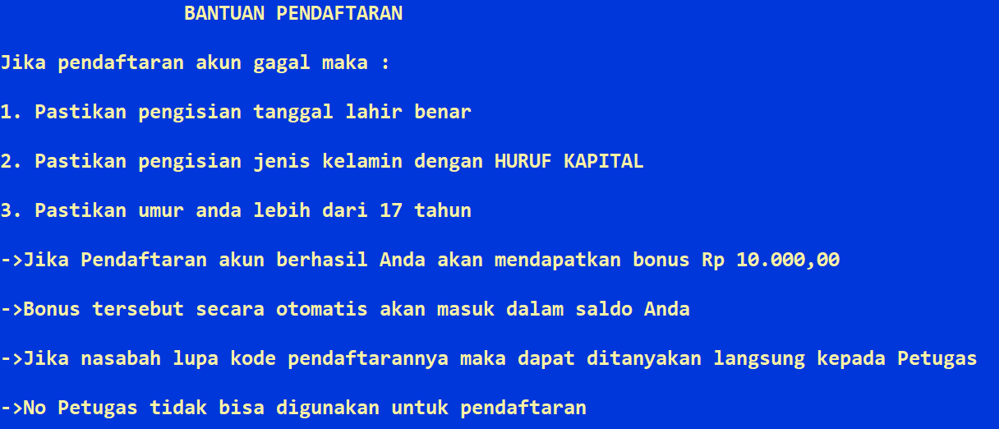 BANTUAN PENDAFTARAN
Jika pendaftaran akun gagal maka :
1. Pastikan pengisian tanggal lahir benar
2. Pastikan pengisian jenis kelamin dengan HURUF KAPITAL
3. Pastikan umur anda lebih dari 17 tahun
->Jika Pendaftaran akun berhasil Anda akan mendapatkan bonus Rp 10.000,00
->Bonus tersebut secara otomatis akan masuk dalam saldo Anda
->Jika nasabah lupa kode pendaftarannya maka dapat ditanyakan langsung kepada Petugas
->No Petugas tidak bisa digunakan untuk pendaftaran